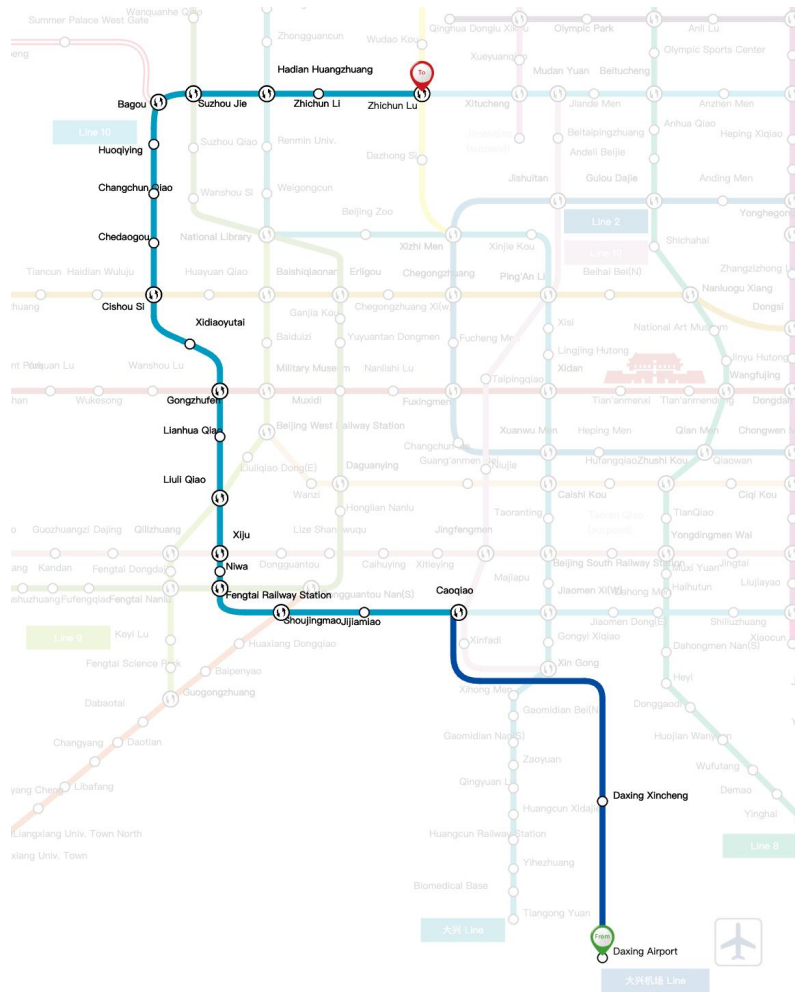 Wanquanhe Qiao
Summer Palace West Gate
Qinghua Donglu Xikou
Olympic Park
Anli Lu
Zhongguancun
Wudao Kou
Olympic Sports Center
Xueyuanqiao
Hadian Huangzhuang
To
Mudan Yuan
Beitucheng
Bagou
Suzhou Jie
Zhichun Li
Zhichun Lu
Xitucheng
Jiande Men
Anzhen Men
Line 10
Anhua Qiao
Suzhou Qiao
Renmin Univ.
Beitaipingzhuang
Heping Xiqiao
Huoqiying
Dazhong Si
Andeli Beijie
Jishuitan
Gulou Dajie
Anding Men
Changchun Qiao
Wanshou Si
Weigongcun
Beijing Zoo
Line 2
Yonghegon
Chedaogou
National Library
Xizhi Men
Xinjie Kou
Shichahai
Line 19
Tiancun
Haidian Wuluju
Huayuan Qiao
Baishiqiaonan
Erligou
Chegongzhuang
Ping'An Li
Beihai Bei(N)
Zhangzizhong L
Nanluogu Xiang
huang
Cishou Si
Ganjia Kou
Chegongzhuang Xi(w)
Dongsi
Xidiaoyutai
Xisi
National Art Museum
Baiduizi
Yuyuantan Dongmen
Fucheng Men
Lingjing Hutong
Jinyu Hutong
Yuquan Lu
Wanshou Lu
Military Museum
Nanlishi Lu
Xidan
Taipingqiao
Wangfujing
han
Wukesong
Gongzhufen
Muxidi
Fuxingmen
Tian'anmenxi
Tian'anmendong
Dongdan
Lianhua Qiao
Beijing West Railway Station
Xuanwu Men
Heping Men
Qian Men
Chongwen M
Changchun Jie
Guang'anmen Nei
Niujie
Hufangqiao
Zhushi Kou
Qiaowan
Liuli Qiao
Liuliqiao Dong(E)
Daguanying
Wanzi
Caishi Kou
Ciqi Kou
Honglian Nanlu
Taoranting
TianQiao
Guozhuangzi
Dajing
Qilizhuang
Xiju
Lize Shangwuqu
Jingfengmen
Yongdingmen Wai
ang
Kandan
Fengtai Dongdajie
Niwa
Dongguantou
Caihuying
Xitieying
Beijing South Railway Station
Jingtai
Muxi Yuan
Majiapu
Fengtai Railway Station
Dongguantou Nan(S)
Caoqiao
Jiaomen Xi(W)
Dahong Men
Haihutun
Liujiayao
Fufengqiao
Fengtai Nanlu
Shoujingmao
Jijiamiao
Jiaomen Dong(E)
Shiliuzhuang
Line 9
Keyi Lu
Huaxiang Dongqiao
Xinfadi
Gongyi Xiqiao
Xiaocun
Dahongmen Nan(S)
Fengtai Science Park
Baipenyao
Xin Gong
Heyi
Guogongzhuang
Xihong Men
Donggaodi
Dabaotai
Gaomidian Bei(N)
Changyang
Daotian
Gaomidian Nan(S)
Huojian Wanyuan
Zaoyuan
Wufutang
yang Cheng
Libafang
Qingyuan Lu
Daxing Xincheng
Demao
Huangcun Xidajie
Yinghai
Liangxiang Univ. Town North
Huangcun Railway Station
Line 8
xiang Univ. Town
Yihezhuang
Biomedical Base
Tiangong Yuan
大兴 Line
From
Daxing Airport
大兴机场 Line